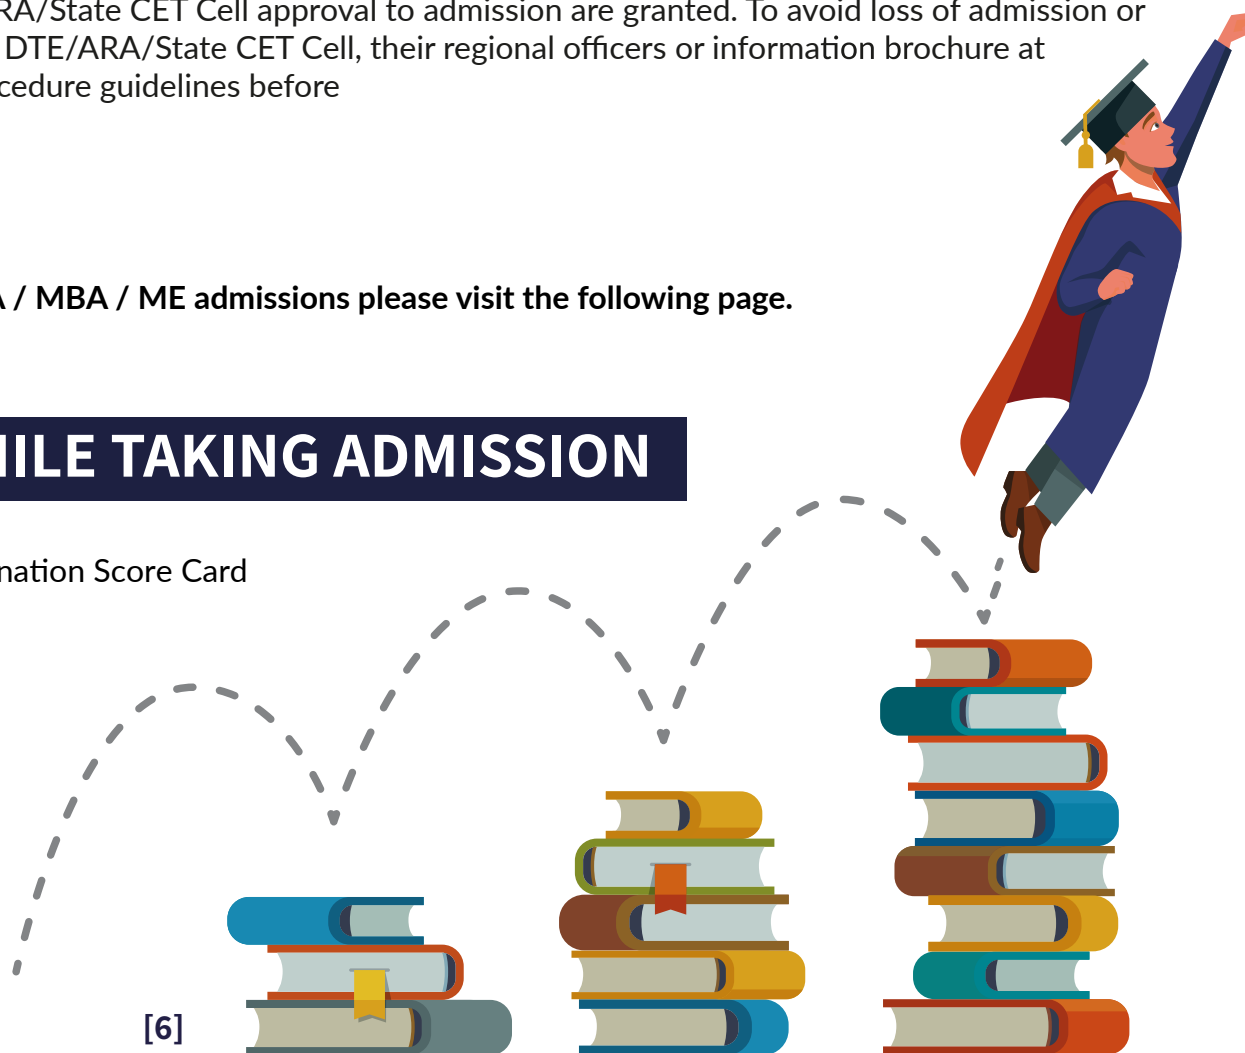 RA/State CET Cell approval to admission are granted. To avoid loss of admission or
DTE/ARA/State CET Cell, their regional officers or information brochure at
cedure guidelines before
/ MBA / ME admissions please visit the following page.
HILE TAKING ADMISSION
nation Score Card
[6]